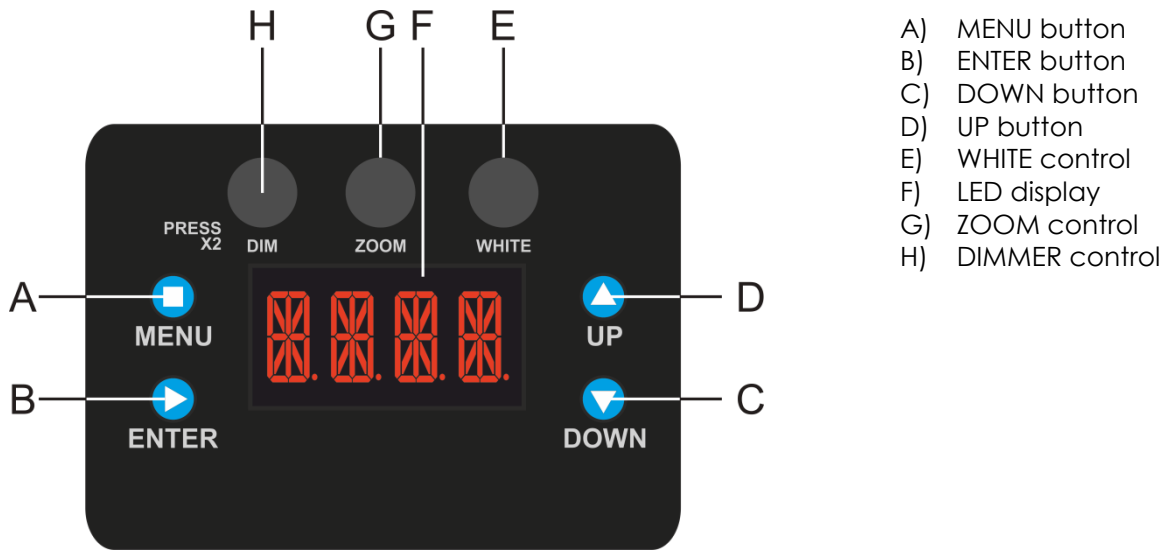 H G F E
PRESS
X2
DIM ZOOM WHITE
A D
MENU UP
B C
ENTER DOWN
A) MENU button
B) ENTER button
C) DOWN button
D) UP button
E) WHITE control
F) LED display
G) ZOOM control
H) DIMMER control